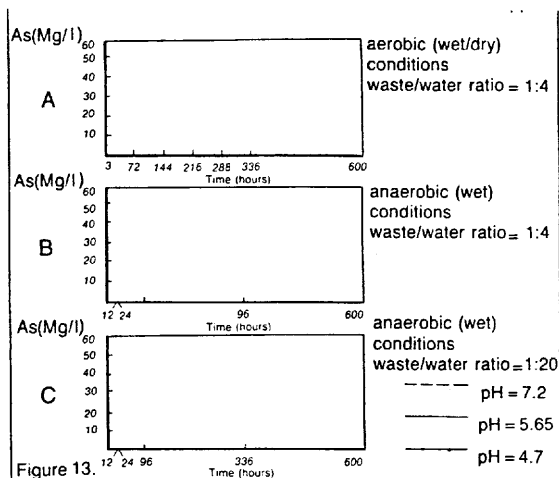 As(Mg/l)
60
50
40
30
20
10
A
3 72 144 216 288 336 600
Time (hours)
aerobic (wet/dry)
conditions
waste/water ratio = 1:4
As(Mg/l)
60
50
40
30
20
10
B
12 24 96 600
Time (hours)
anaerobic (wet)
conditions
waste/water ratio = 1:4
As(Mg/l)
60
50
40
30
20
10
C
12 24 96 336 600
Time (hours)
anaerobic (wet)
conditions
waste/water ratio = 1:20
pH = 7.2
pH = 5.65
pH = 4.7
Figure 13.